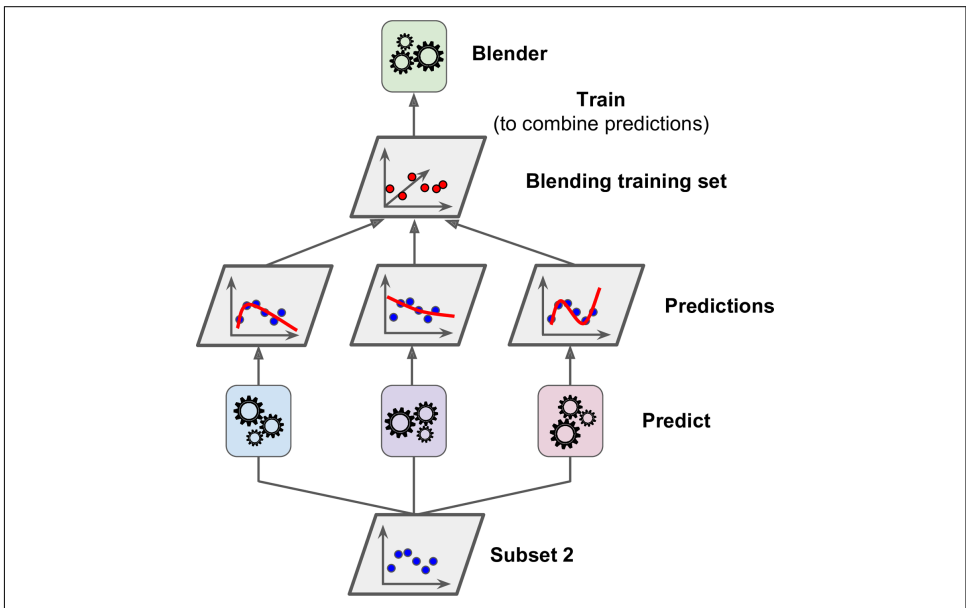 Blender
Train
(to combine predictions)
Blending training set
Predictions
Predict
Subset 2